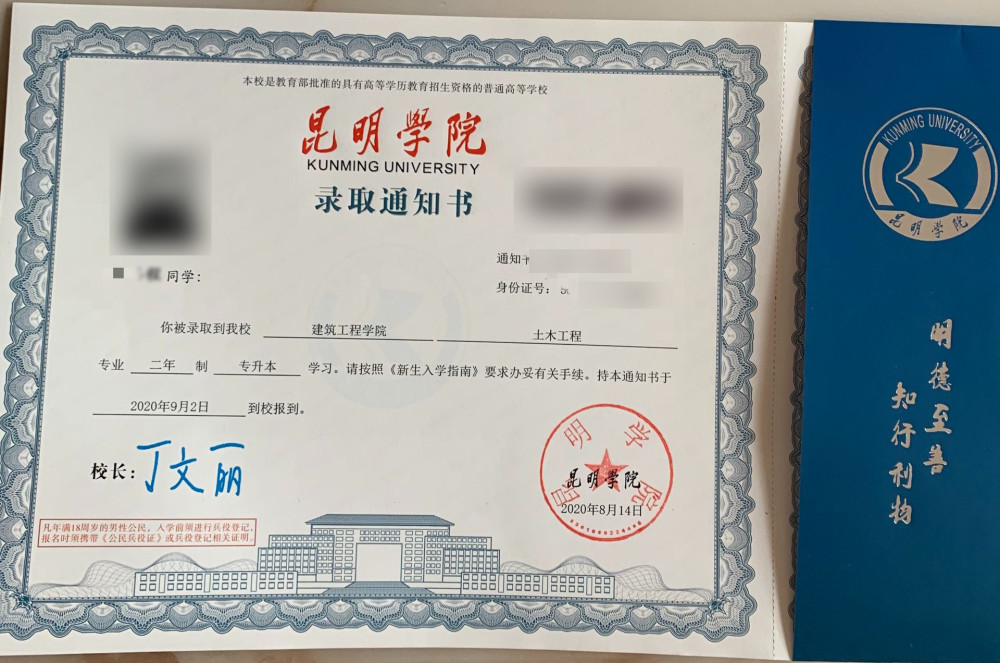 本校是教育部批准的具有高等学历教育招生资格的普通高等学校
昆明學院
KUNMING UNIVERSITY
录取通知书
通知
同学:
身份证号:
你被录取到我校 建筑工程学院 土木工程
专业 二年 制 专升本 学习。请按照《新生入学指南》要求办妥有关手续。持本通知书于
2020年9月2日 到校报到。
校长: 丁文丽
昆明学院
昆明學院
2020年8月14日
凡年满18周岁的男性公民，入学前须进行兵役登记，
报名时须携带《公民兵役证》或兵役登记相关证明。
KUNMING UNIVERSITY
昆明學院
明德至善
知行利物